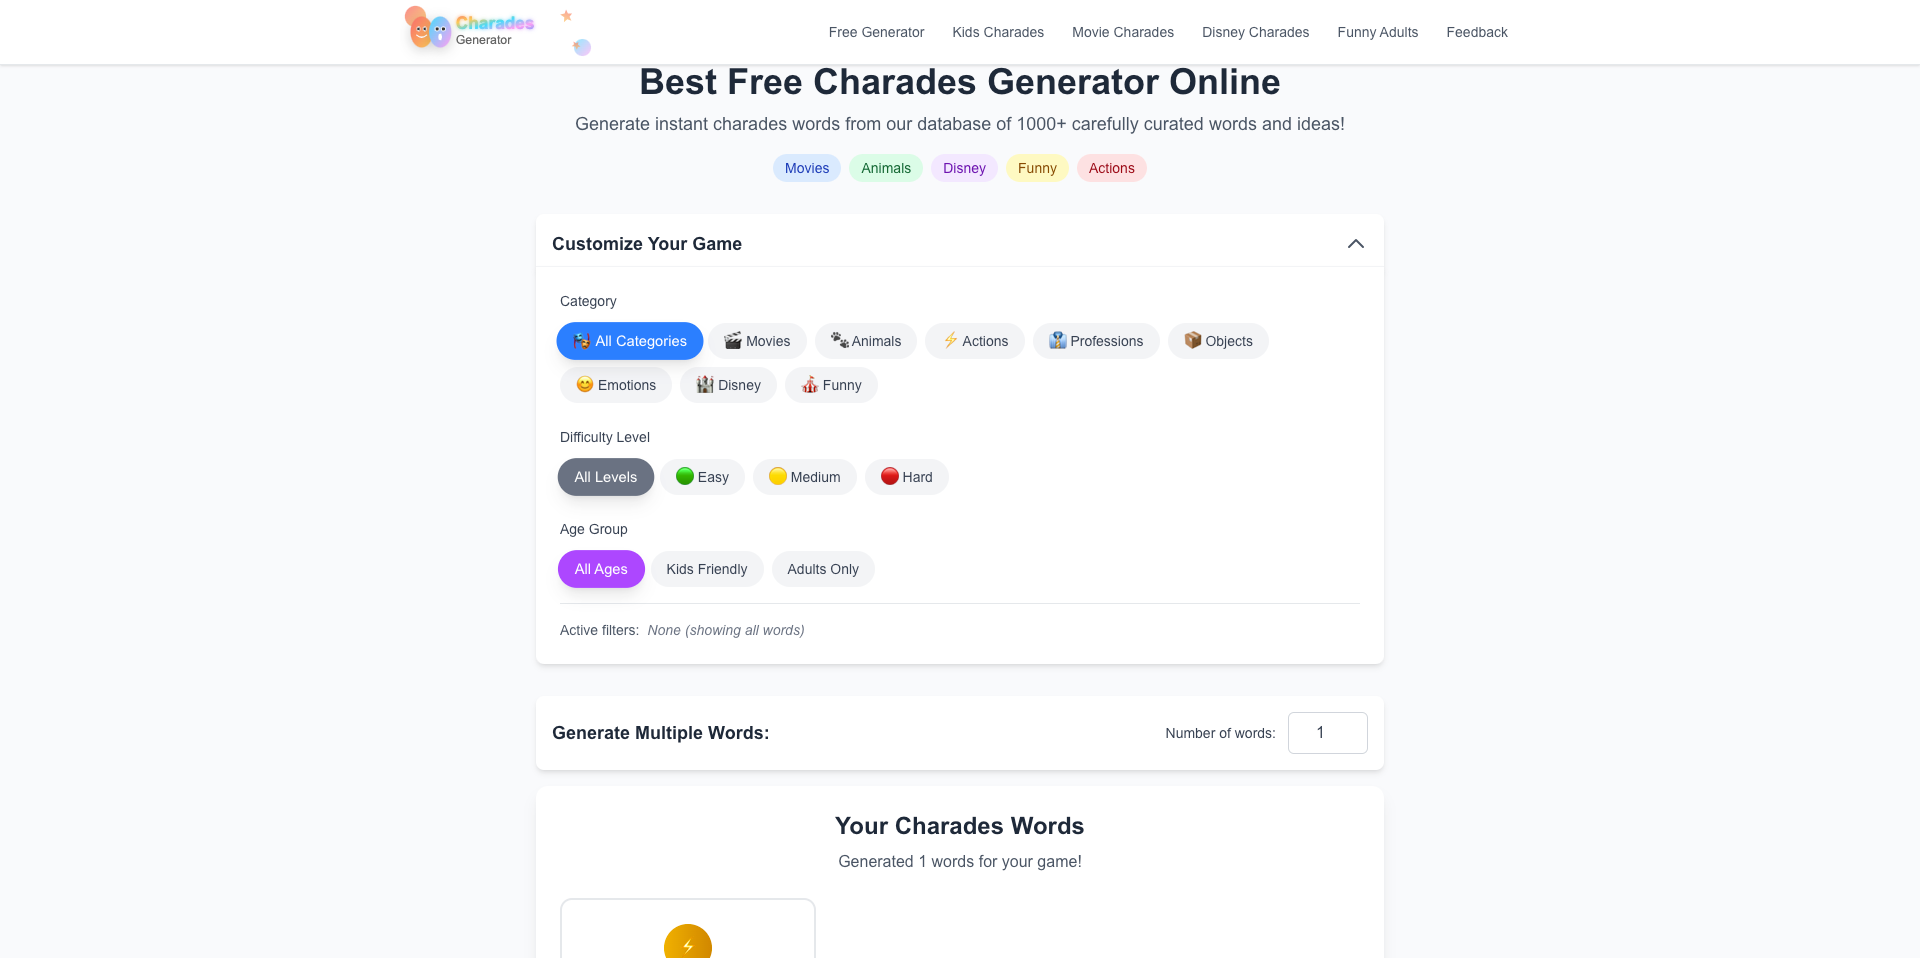 Charades
Generator
Free Generator Kids Charades Movie Charades Disney Charades Funny Adults Feedback
Best Free Charades Generator Online
Generate instant charades words from our database of 1000+ carefully curated words and ideas!
Movies Animals Disney Funny Actions
Customize Your Game
Category
All Categories Movies Animals Actions Professions Objects
Emotions Disney Funny
Difficulty Level
All Levels Easy Medium Hard
Age Group
All Ages Kids Friendly Adults Only
Active filters: None (showing all words)
Generate Multiple Words: Number of words: 1
Your Charades Words
Generated 1 words for your game!